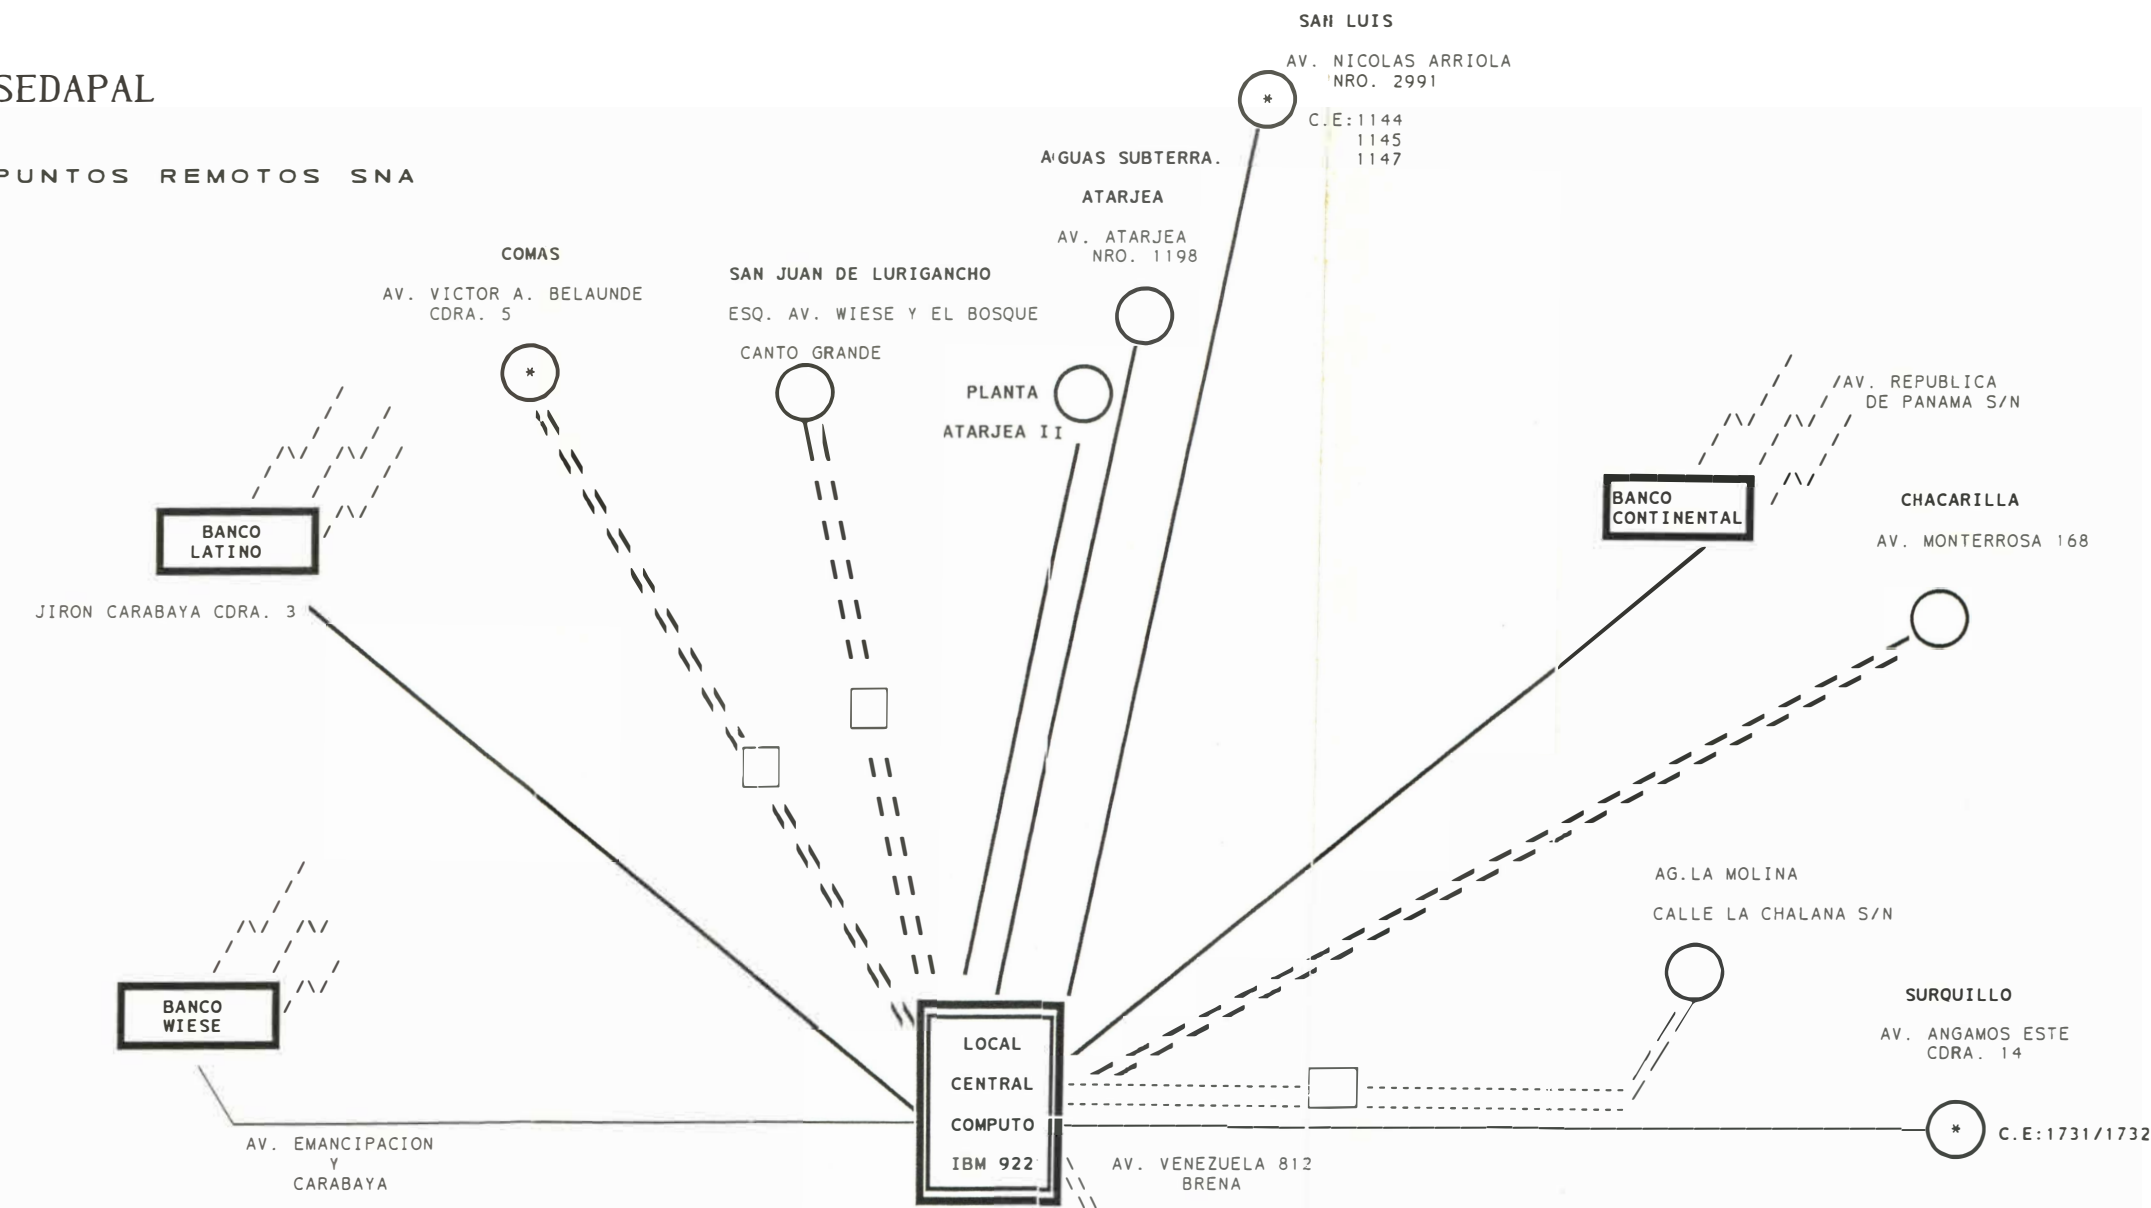 SEDAPAL
PUNTOS REMOTOS SNA
SAN LUIS
AV. NICOLAS ARRIOLA
NRO. 2991
*
C.E:1144
1145
1147
AGUAS SUBTERRA.
ATARJEA
AV. ATARJEA
NRO. 1198
COMAS
AV. VICTOR A. BELAUNDE
CDRA. 5
*
SAN JUAN DE LURIGANCHO
ESQ. AV. WIESE Y EL BOSQUE
CANTO GRANDE
PLANTA
ATARJEA II
AV. REPUBLICA
DE PANAMA S/N
BANCO
CONTINENTAL
CHACARILLA
AV. MONTERROSA 168
BANCO
LATINO
JIRON CARABAYA CDRA. 3
AG.LA MOLINA
CALLE LA CHALANA S/N
BANCO
WIESE
AV. EMANCIPACION
Y
CARABAYA
LOCAL
CENTRAL
COMPUTO
IBM 922
AV. VENEZUELA 812
BRENA
SURQUILLO
AV. ANGAMOS ESTE
CDRA. 14
*
C.E:1731/1732